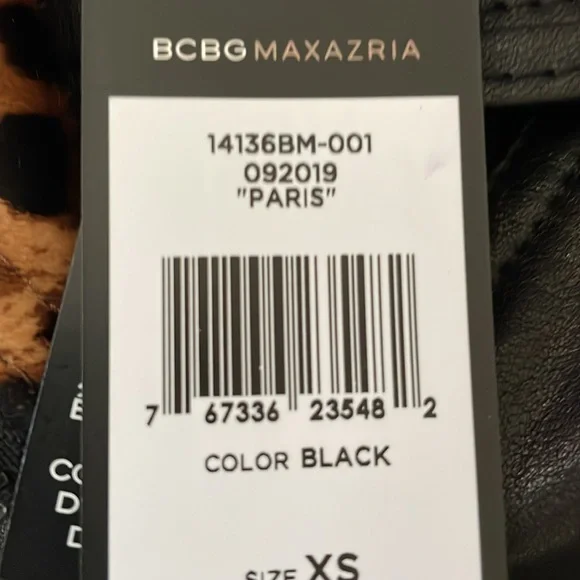 BCBGMAXAZRIA
14136BM-001
092019
"PARIS"
7 67336 23548 2
COLOR BLACK
SIZE XS